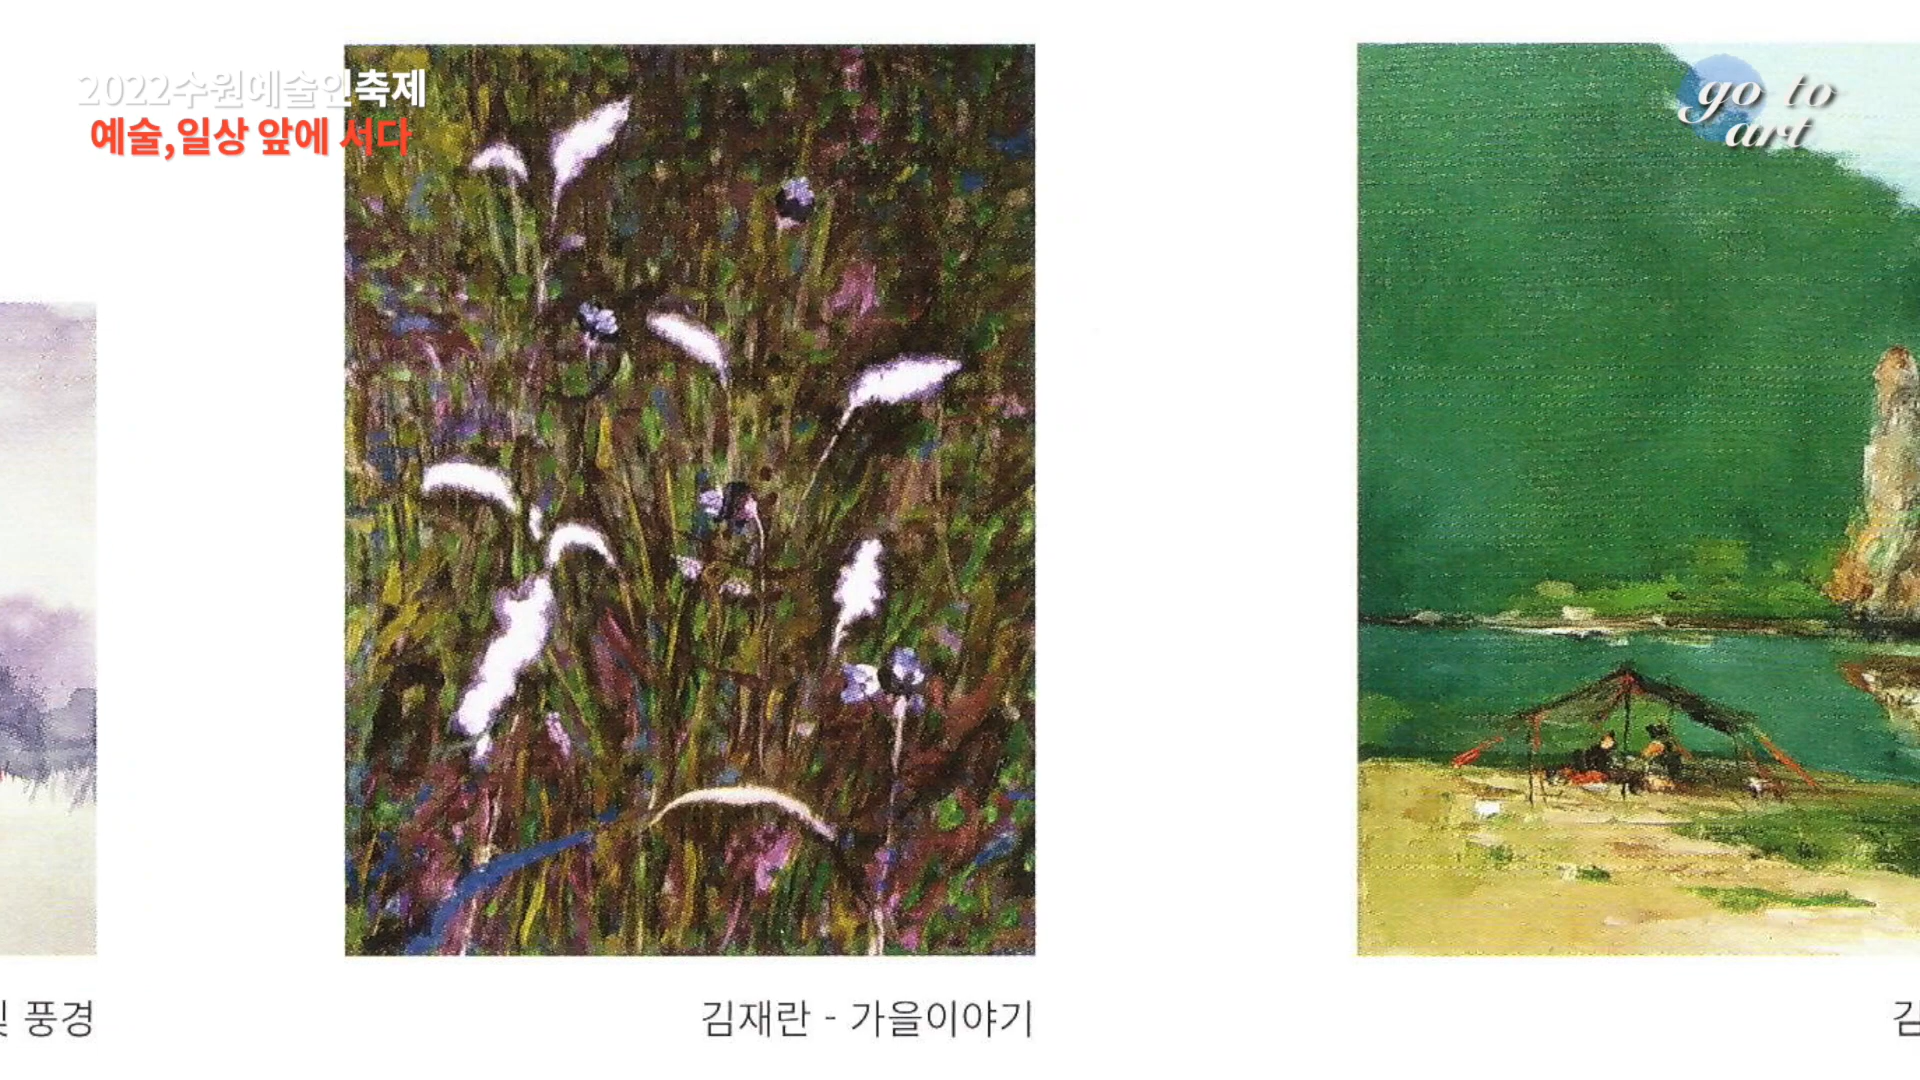 2022수원예술인축제
예술,일상 앞에 서다
go to
art
풍경
김재란 - 가을이야기